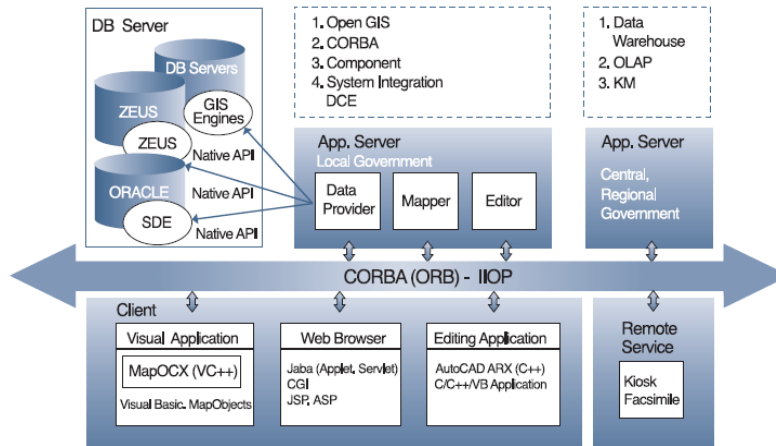 DB Server
DB Servers
ZEUS
GIS
Engines
ZEUS
Native API
ORACLE
Native API
SDE
Native API
1. Open GIS
2. CORBA
3. Component
4. System Integration
DCE
1. Data
Warehouse
2. OLAP
3. KM
App. Server
Local Government
Data
Provider
Mapper
Editor
App. Server
Central,
Regional
Government
CORBA (ORB) - IIOP
Client
Visual Application
MapOCX (VC++)
Visual Basic. MapObjects
Web Browser
Jaba (Applet. Servlet)
CGI
JSP, ASP
Editing Application
AutoCAD ARX (C++)
C/C++/VB Application
Remote
Service
Kiosk
Facsimile